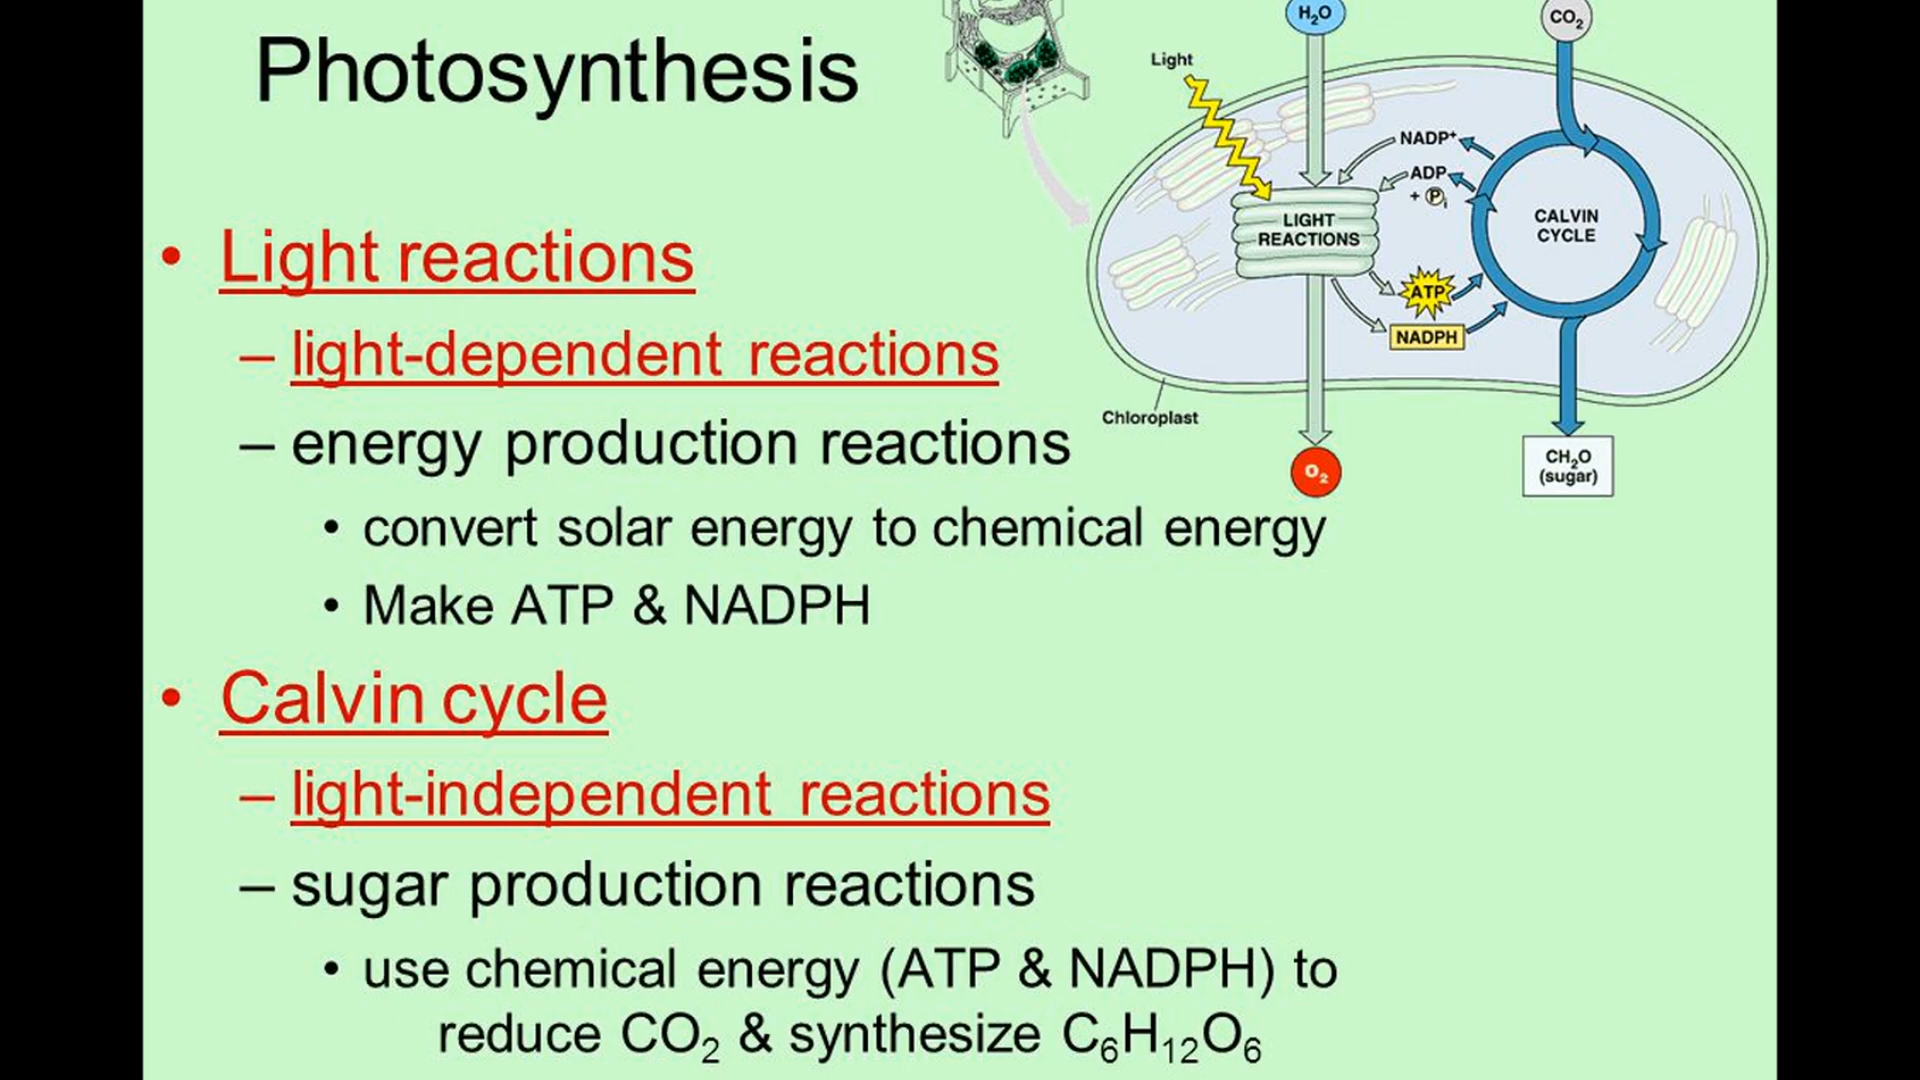 Photosynthesis
• Light reactions
– light-dependent reactions
– energy production reactions
• convert solar energy to chemical energy
• Make ATP & NADPH
• Calvin cycle
– light-independent reactions
– sugar production reactions
• use chemical energy (ATP & NADPH) to
reduce CO₂ & synthesize C₆H₁₂O₆
H₂O
CO₂
Light
NADP⁺
ADP
+ Pᵢ
LIGHT
REACTIONS
CALVIN
CYCLE
ATP
NADPH
Chloroplast
O₂
CH₂O
(sugar)